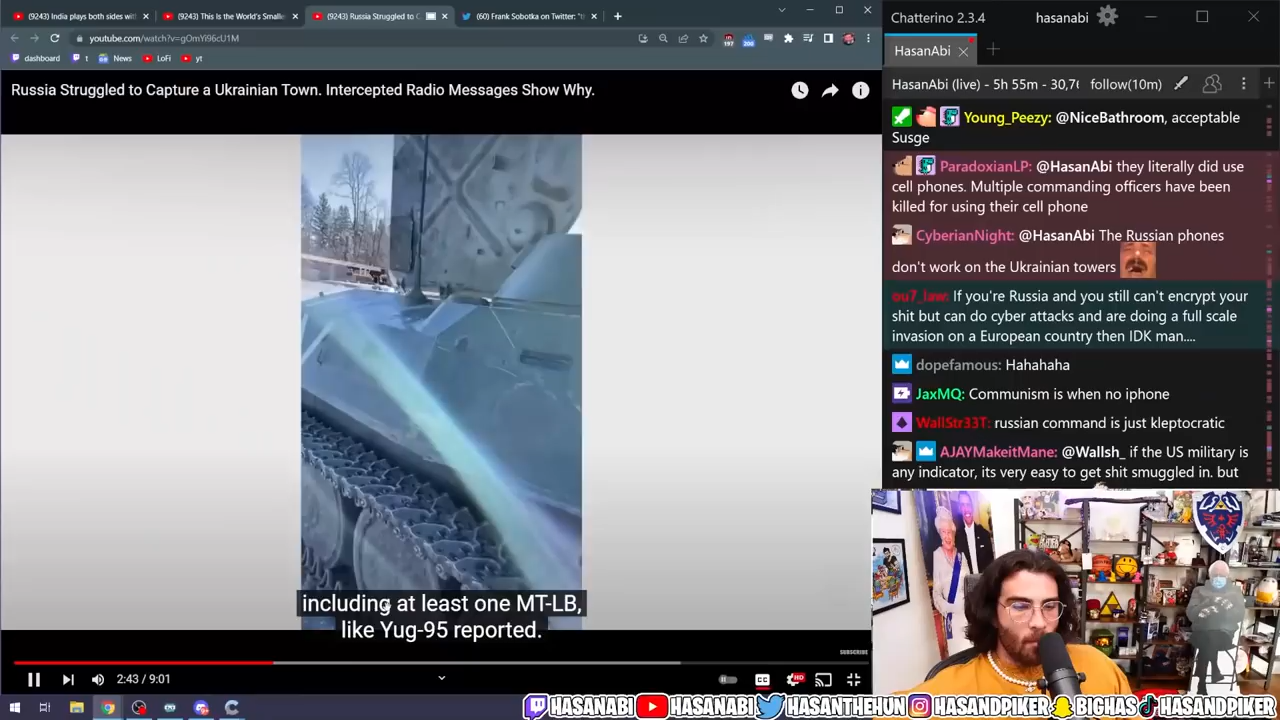 (9243) India plays both sides with
(9243) This Is the World's Smalle
(9243) Russia Struggled to C
(60) Frank Sobotka on Twitter: "th
youtube.com/watch?v=gOmYi96cU1M
dashboard
t
News
LoFi
yt
Russia Struggled to Capture a Ukrainian Town. Intercepted Radio Messages Show Why.
including at least one MT-LB,
like Yug-95 reported.
SUBSCRIBE
2:43 / 9:01
CC
HD
Chatterino 2.3.4
hasanabi
HasanAbi
HasanAbi (live) - 5h 55m - 30,7
follow(10m)
Young_Peezy: @NiceBathroom, acceptable
Susge
ParadoxianLP: @HasanAbi they literally did use
cell phones. Multiple commanding officers have been
killed for using their cell phone
CyberianNight: @HasanAbi The Russian phones
don't work on the Ukrainian towers
ou7_law: If you're Russia and you still can't encrypt your
shit but can do cyber attacks and are doing a full scale
invasion on a European country then IDK man....
dopefamous: Hahahaha
JaxMQ: Communism is when no iphone
WallStr33T: russian command is just kleptocratic
AJAYMakeitMane: @Wallsh_ if the US military is
any indicator, its very easy to get shit smuggled in. but
HASANABI
HASANABI
HASANTHEHUN
HASANDPIKER
BIGHAS
HASANDPIKER